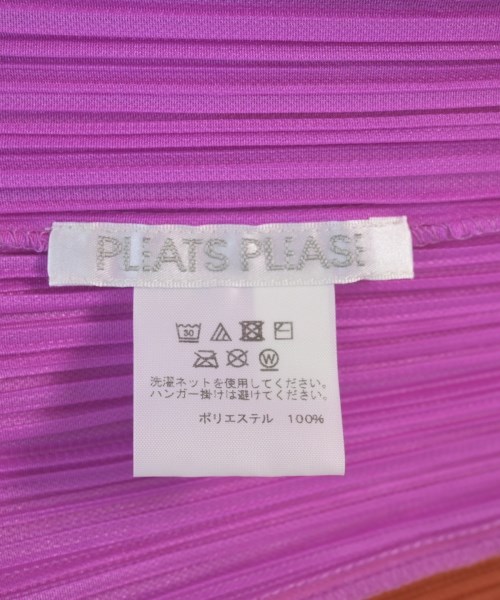 PLEATS PLEASE
30
W
洗濯ネットを使用してください。
ハンガー掛けは避けてください。
ポリエステル 100%